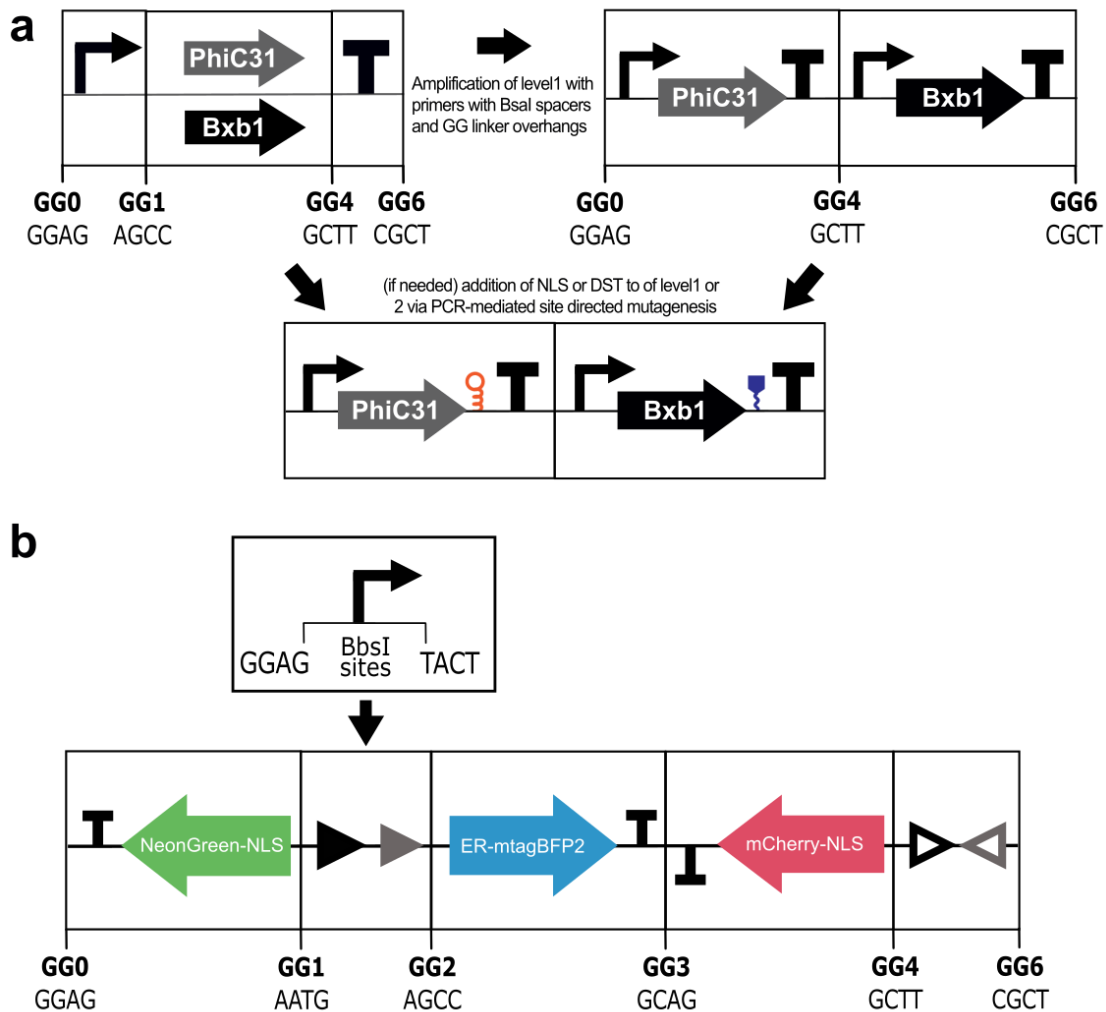 a
PhiC31
Bxb1
Amplification of level1 with
primers with BsaI spacers
and GG linker overhangs
PhiC31
Bxb1
GG0
GG1
GG4
GG6
GGAG
AGCC
GCTT
CGCT
GG0
GG4
GG6
GGAG
GCTT
CGCT
(if needed) addition of NLS or DST to of level1 or
2 via PCR-mediated site directed mutagenesis
PhiC31
Bxb1
b
GGAG
BbsI
sites
TACT
NeonGreen-NLS
ER-mtagBFP2
mCherry-NLS
GG0
GG1
GG2
GG3
GG4
GG6
GGAG
AATG
AGCC
GCAG
GCTT
CGCT